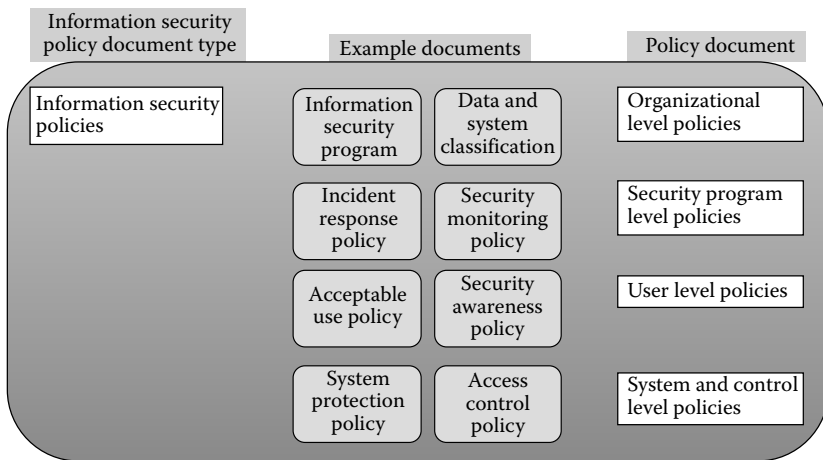 Information security
policy document type
Example documents
Policy document
Information security
policies
Information
security
program
Data and
system
classification
Organizational
level policies
Incident
response
policy
Security
monitoring
policy
Security program
level policies
Acceptable
use policy
Security
awareness
policy
User level policies
System
protection
policy
Access
control
policy
System and control
level policies